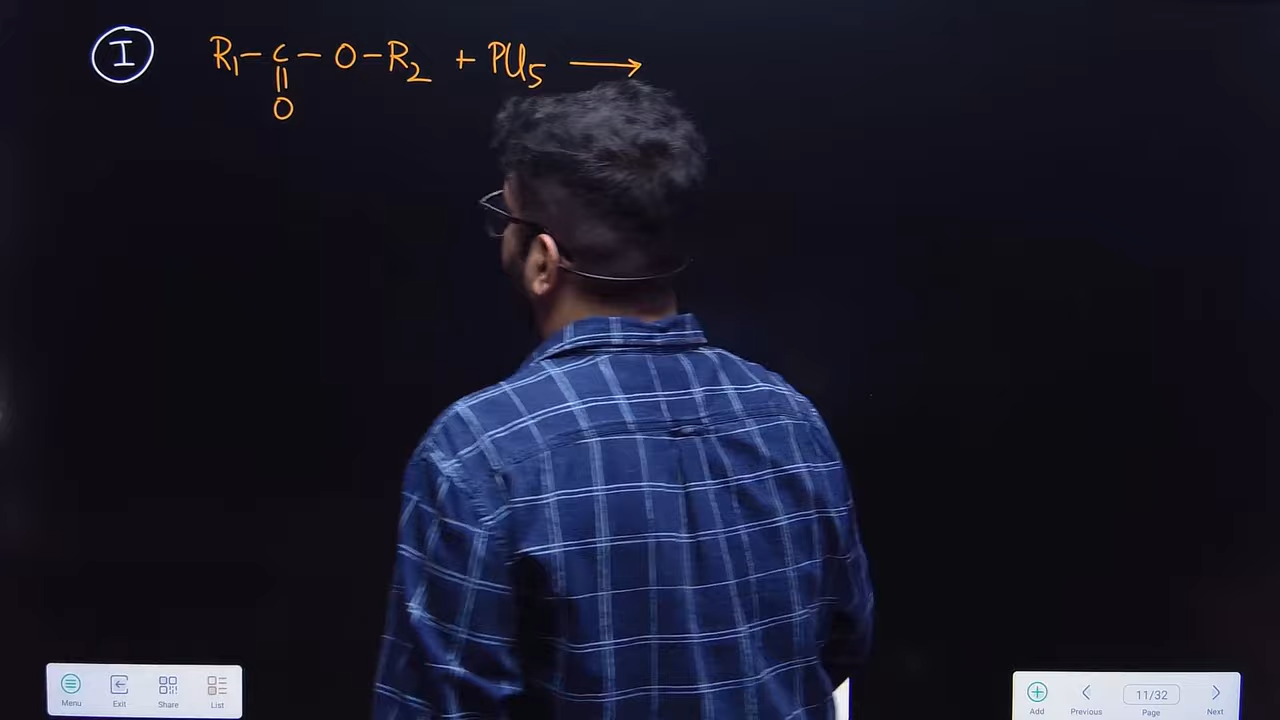 I R₁-C-O-R₂ + PCl₅ ⟶
||
O
Menu Exit Share List
Add Previous 11/32 Page Next